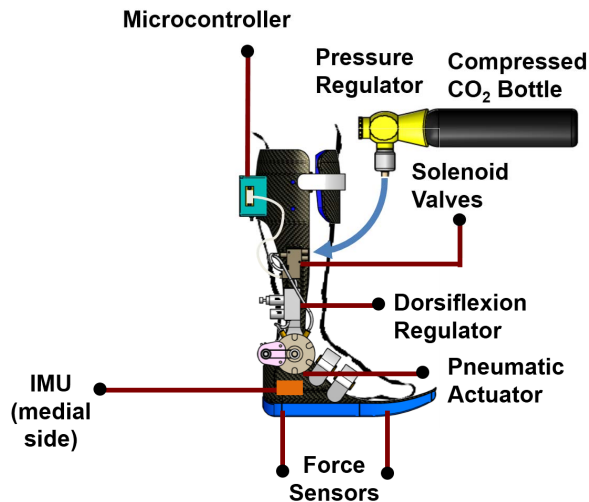 Microcontroller
Pressure
Regulator
Compressed
CO₂ Bottle
Solenoid
Valves
Dorsiflexion
Regulator
Pneumatic
Actuator
IMU
(medial
side)
Force
Sensors